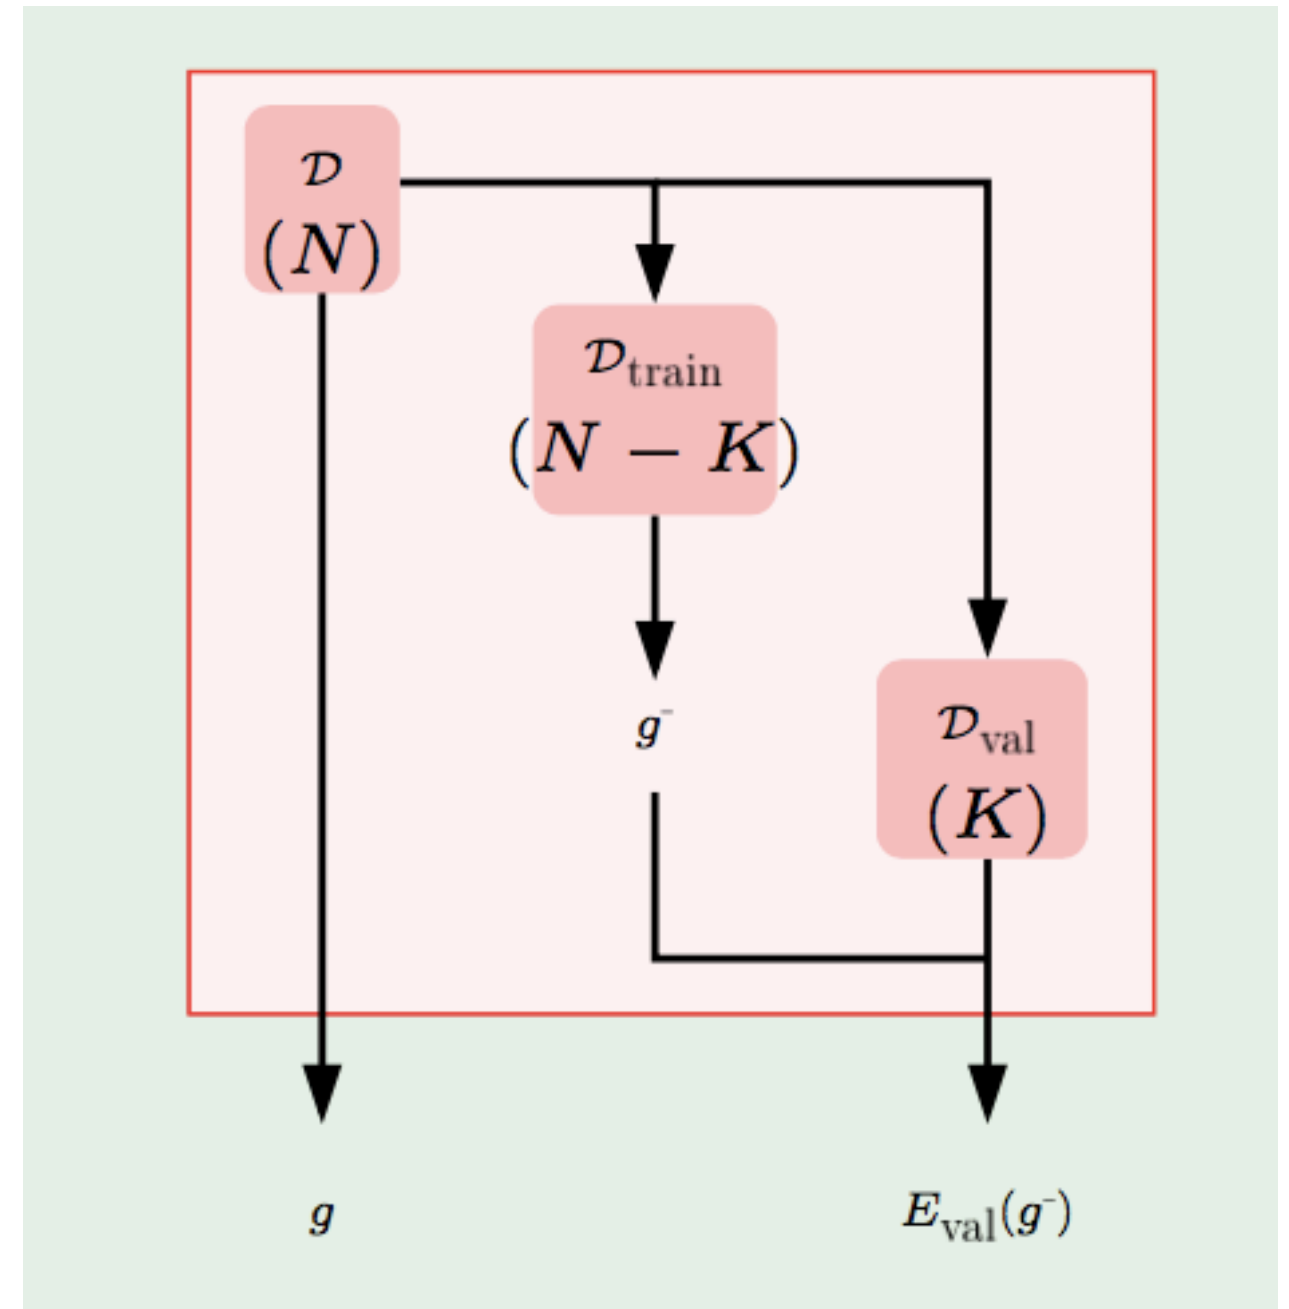 𝒟
(N)
𝒟train
(N − K)
g⁻
𝒟val
(K)
g
Eval(g⁻)